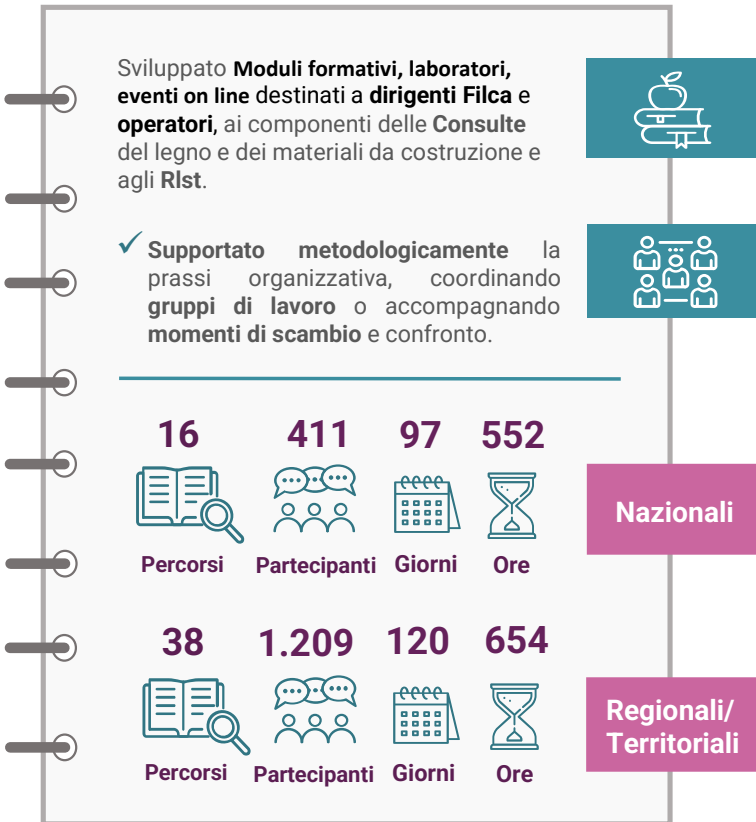 Sviluppato Moduli formativi, laboratori,
eventi on line destinati a dirigenti Filca e
operatori, ai componenti delle Consulte
del legno e dei materiali da costruzione e
agli Rlst.
✓ Supportato metodologicamente la
prassi organizzativa, coordinando
gruppi di lavoro o accompagnando
momenti di scambio e confronto.
16 411 97 552
Percorsi Partecipanti Giorni Ore
Nazionali
38 1.209 120 654
Percorsi Partecipanti Giorni Ore
Regionali/
Territoriali